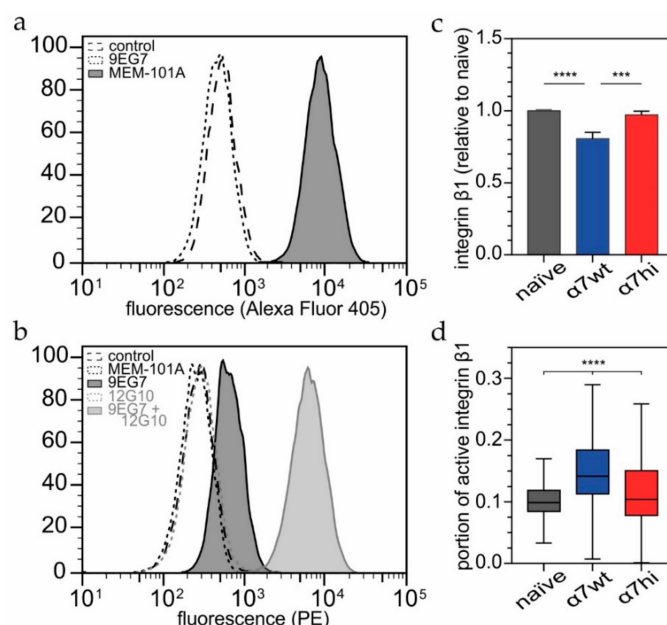 a
control
9EG7
MEM-101A
100
80
60
40
20
0
10¹ 10² 10³ 10⁴ 10⁵
fluorescence (Alexa Fluor 405)
b
control
MEM-101A
9EG7
12G10
9EG7 +
12G10
100
80
60
40
20
0
10¹ 10² 10³ 10⁴ 10⁵
fluorescence (PE)
c
integrin β1 (relative to naive)
1.5
1.0
0.5
0.0
**** ***
naïve α7wt α7hi
d
portion of active integrin β1
0.3
0.2
0.1
0.0
****
naïve α7wt α7hi